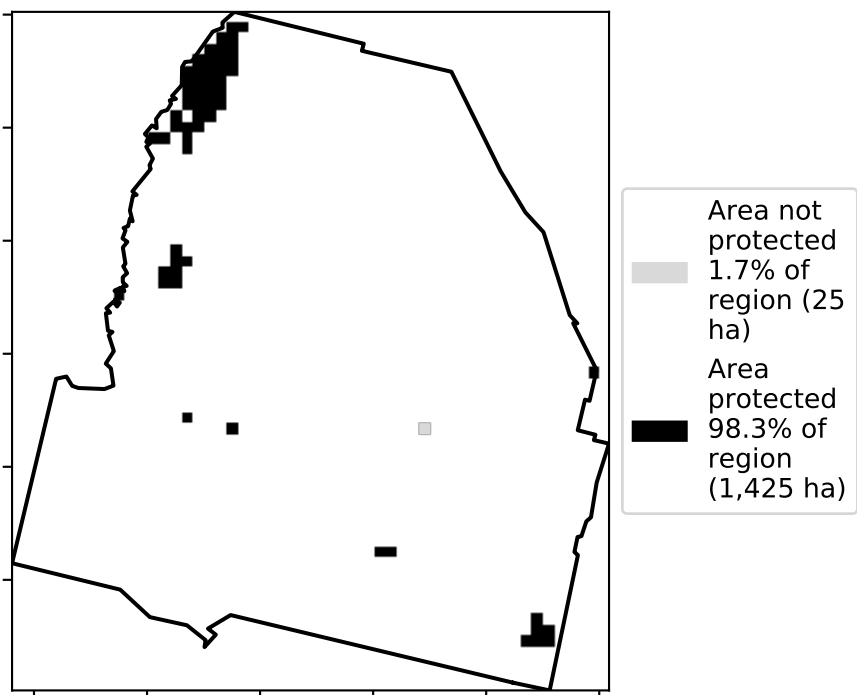 Area not
protected
1.7% of
region (25
ha)
Area
protected
98.3% of
region
(1,425 ha)